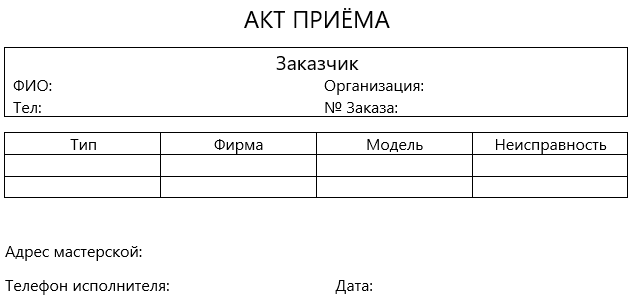 АКТ ПРИЁМА
Заказчик
ФИО: Организация:
Тел: № Заказа:
Тип Фирма Модель Неисправность
Адрес мастерской:
Телефон исполнителя: Дата: